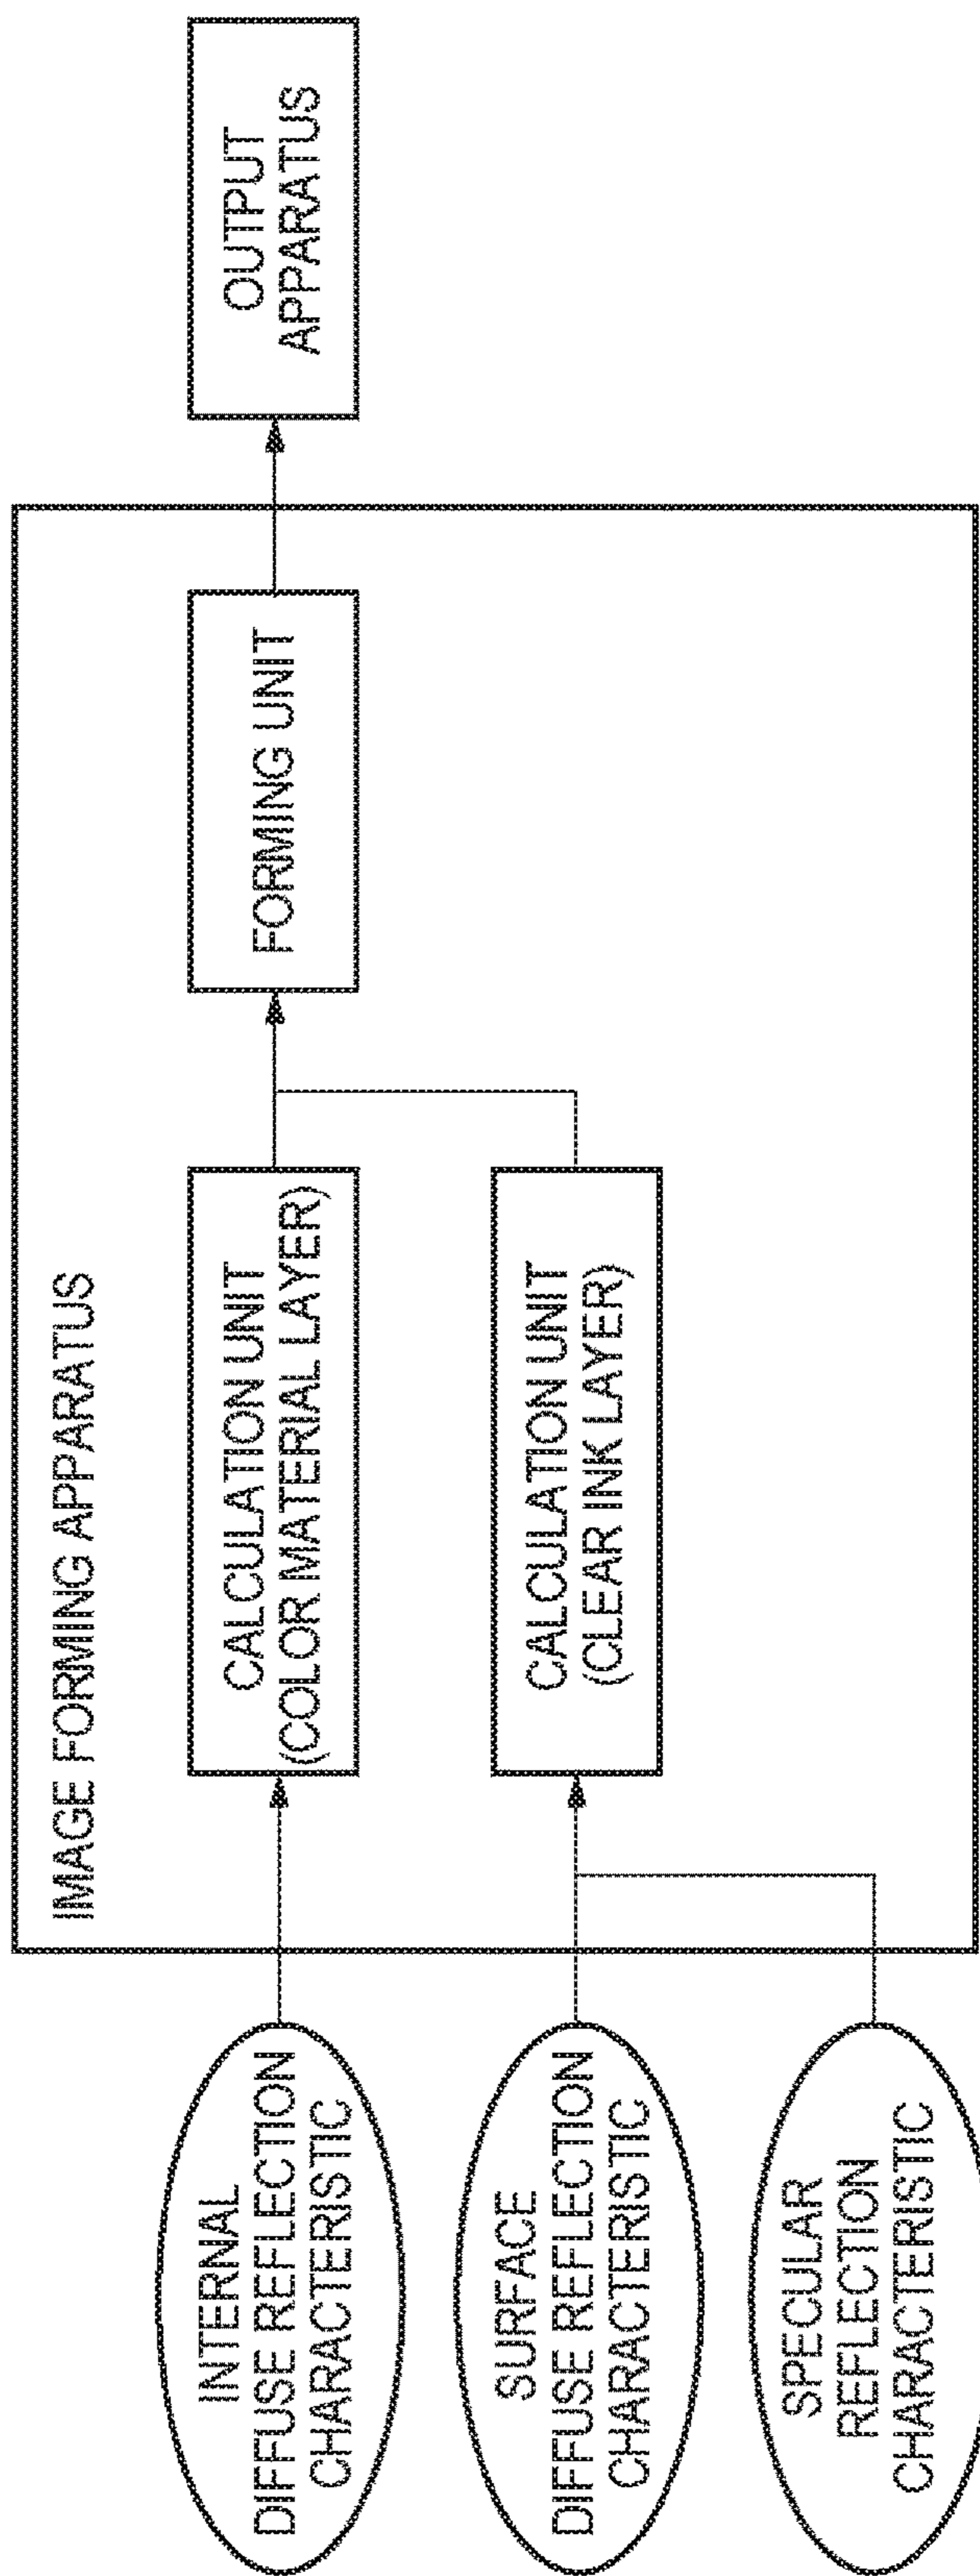 IMAGE FORMING APPARATUS
INTERNAL
DIFFUSE REFLECTION
CHARACTERISTIC
CALCULATION UNIT
(COLOR MATERIAL LAYER)
FORMING UNIT
OUTPUT
APPARATUS
SURFACE
DIFFUSE REFLECTION
CHARACTERISTIC
CALCULATION UNIT
(CLEAR INK LAYER)
SPECULAR
REFLECTION
CHARACTERISTIC